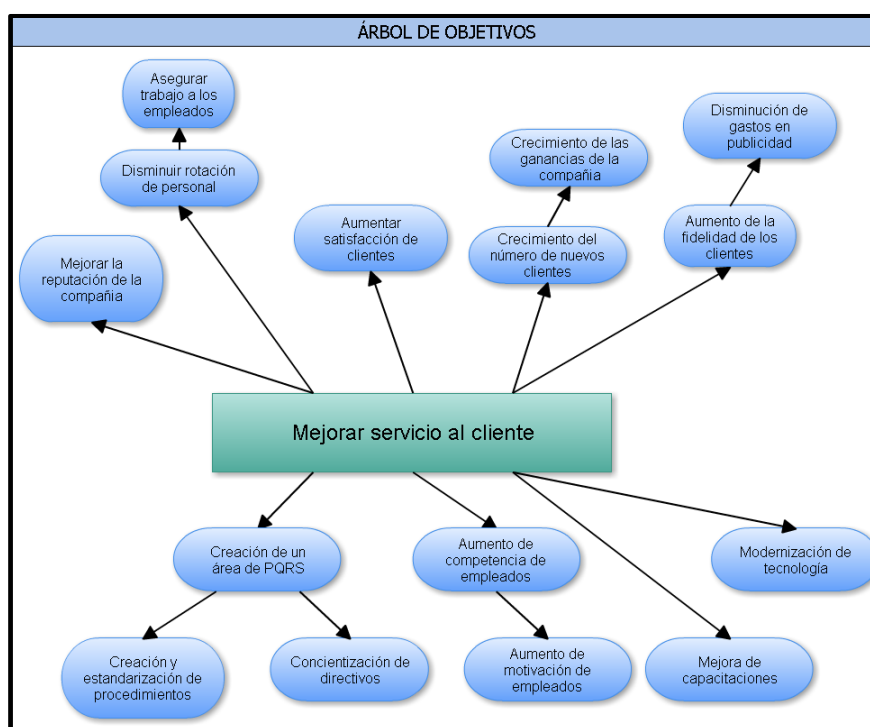 ÁRBOL DE OBJETIVOS
Asegurar
trabajo a los
empleados
Disminuir rotación
de personal
Mejorar la
reputación de la
compañia
Aumentar
satisfacción de
clientes
Crecimiento de las
ganancias de la
compañia
Crecimiento del
número de nuevos
clientes
Disminución de
gastos en
publicidad
Aumento de la
fidelidad de los
clientes
Mejorar servicio al cliente
Creación de un
área de PQRS
Aumento de
competencia de
empleados
Modernización de
tecnología
Creación y
estandarización de
procedimientos
Concientización de
directivos
Aumento de
motivación de
empleados
Mejora de
capacitaciones